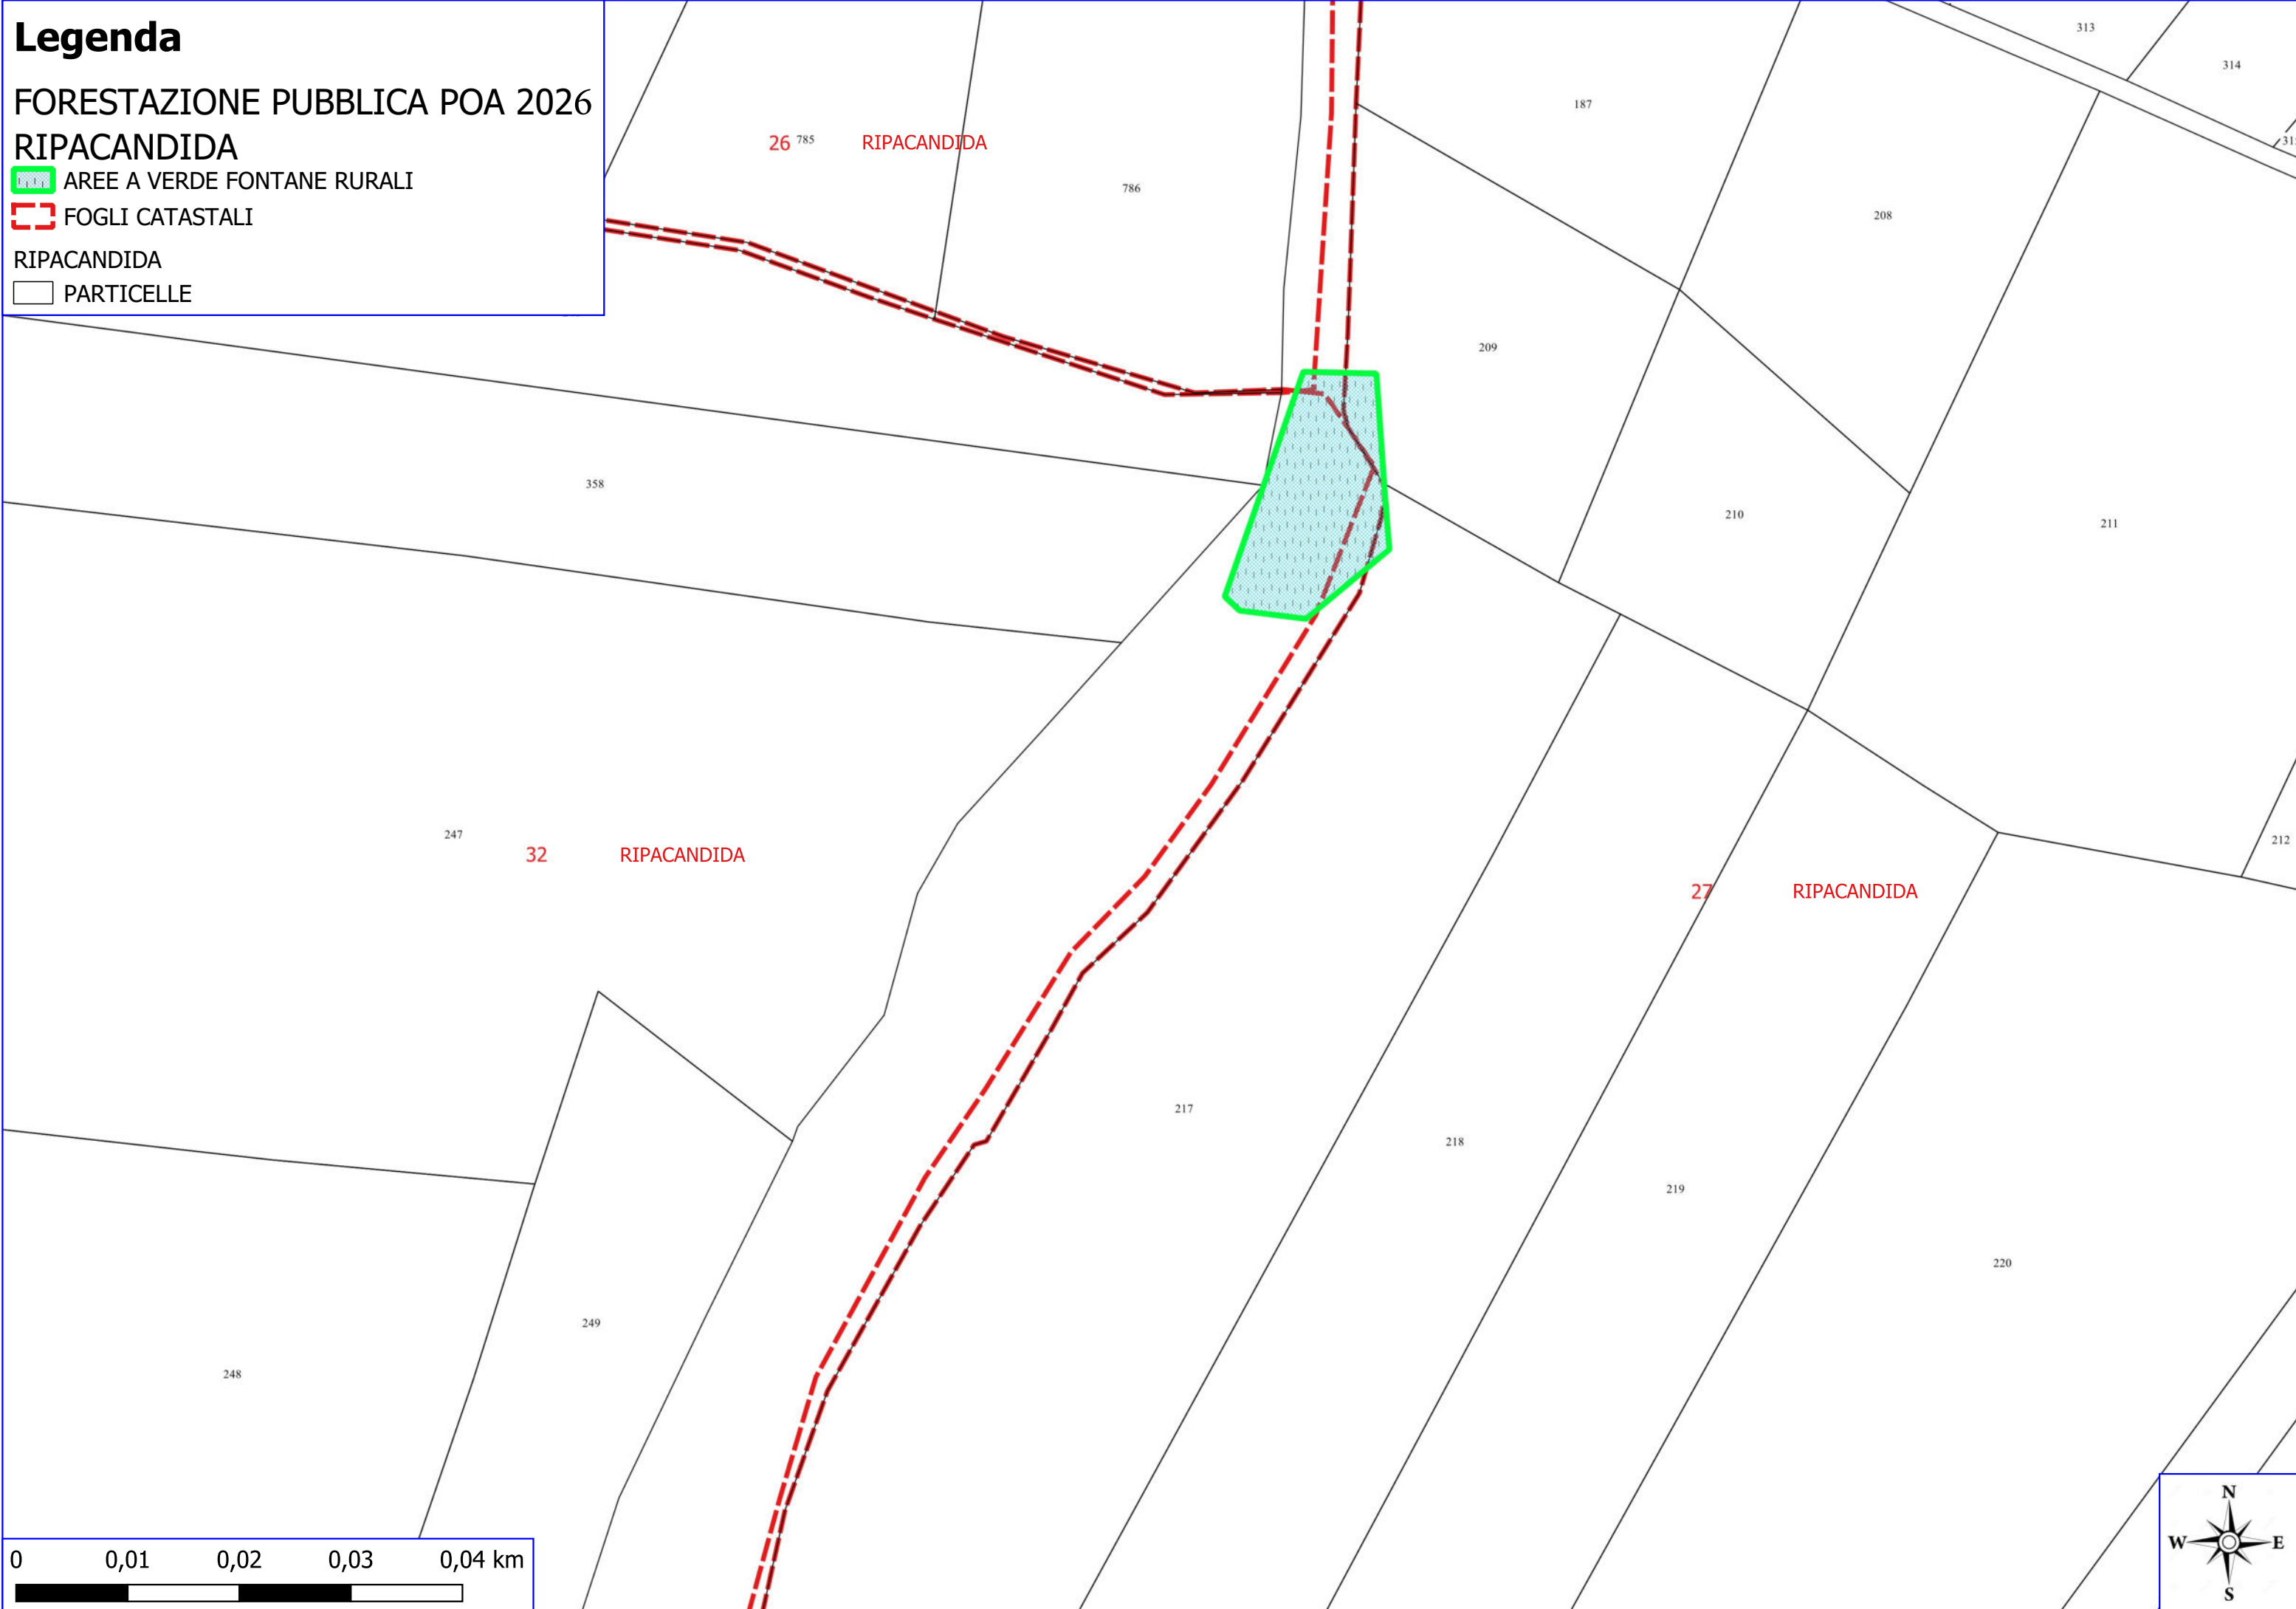 Legenda
FORESTAZIONE PUBBLICA POA 2026
RIPACANDIDA
AREE A VERDE FONTANE RURALI
FOGLI CATASTALI
RIPACANDIDA
PARTICELLE
313
314
187
26 785 RIPACANDIDA
786
208
209
358
210
211
247
32 RIPACANDIDA
212
27 RIPACANDIDA
217
218
219
220
249
248
N
W E
S
0 0,01 0,02 0,03 0,04 km